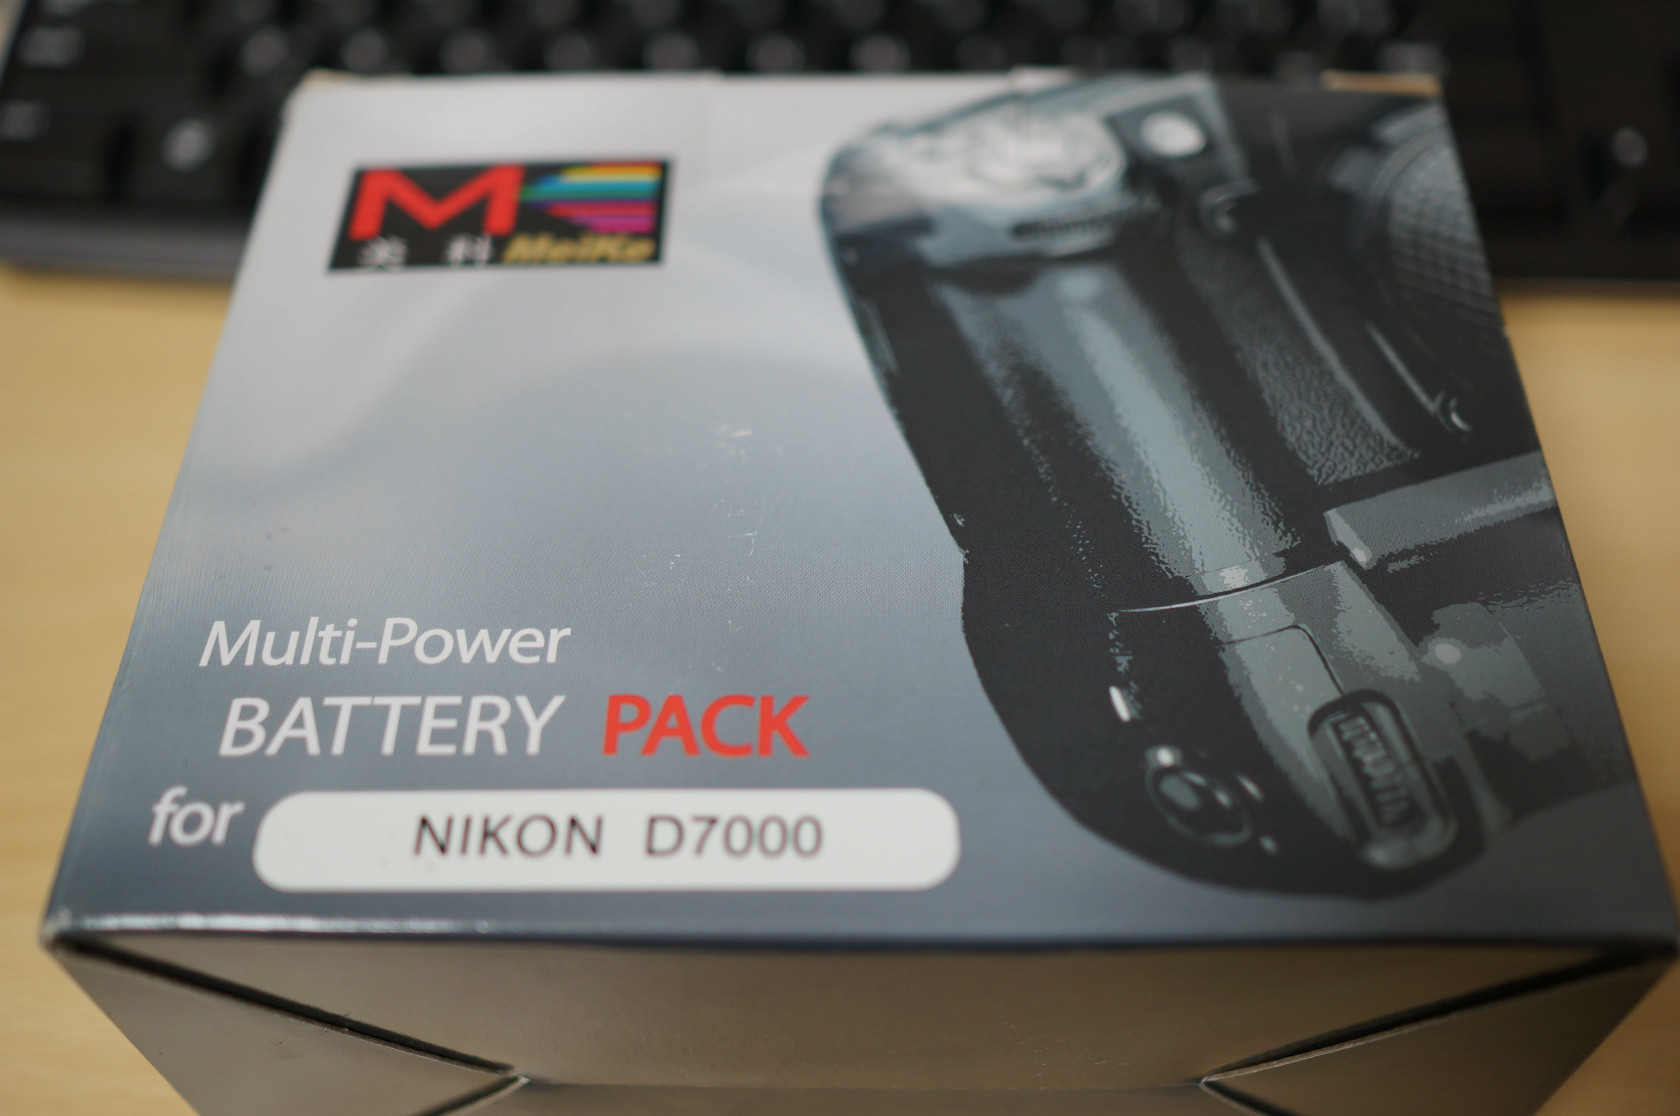 M
美 科 MeiKe
Multi-Power
BATTERY PACK
for NIKON D7000